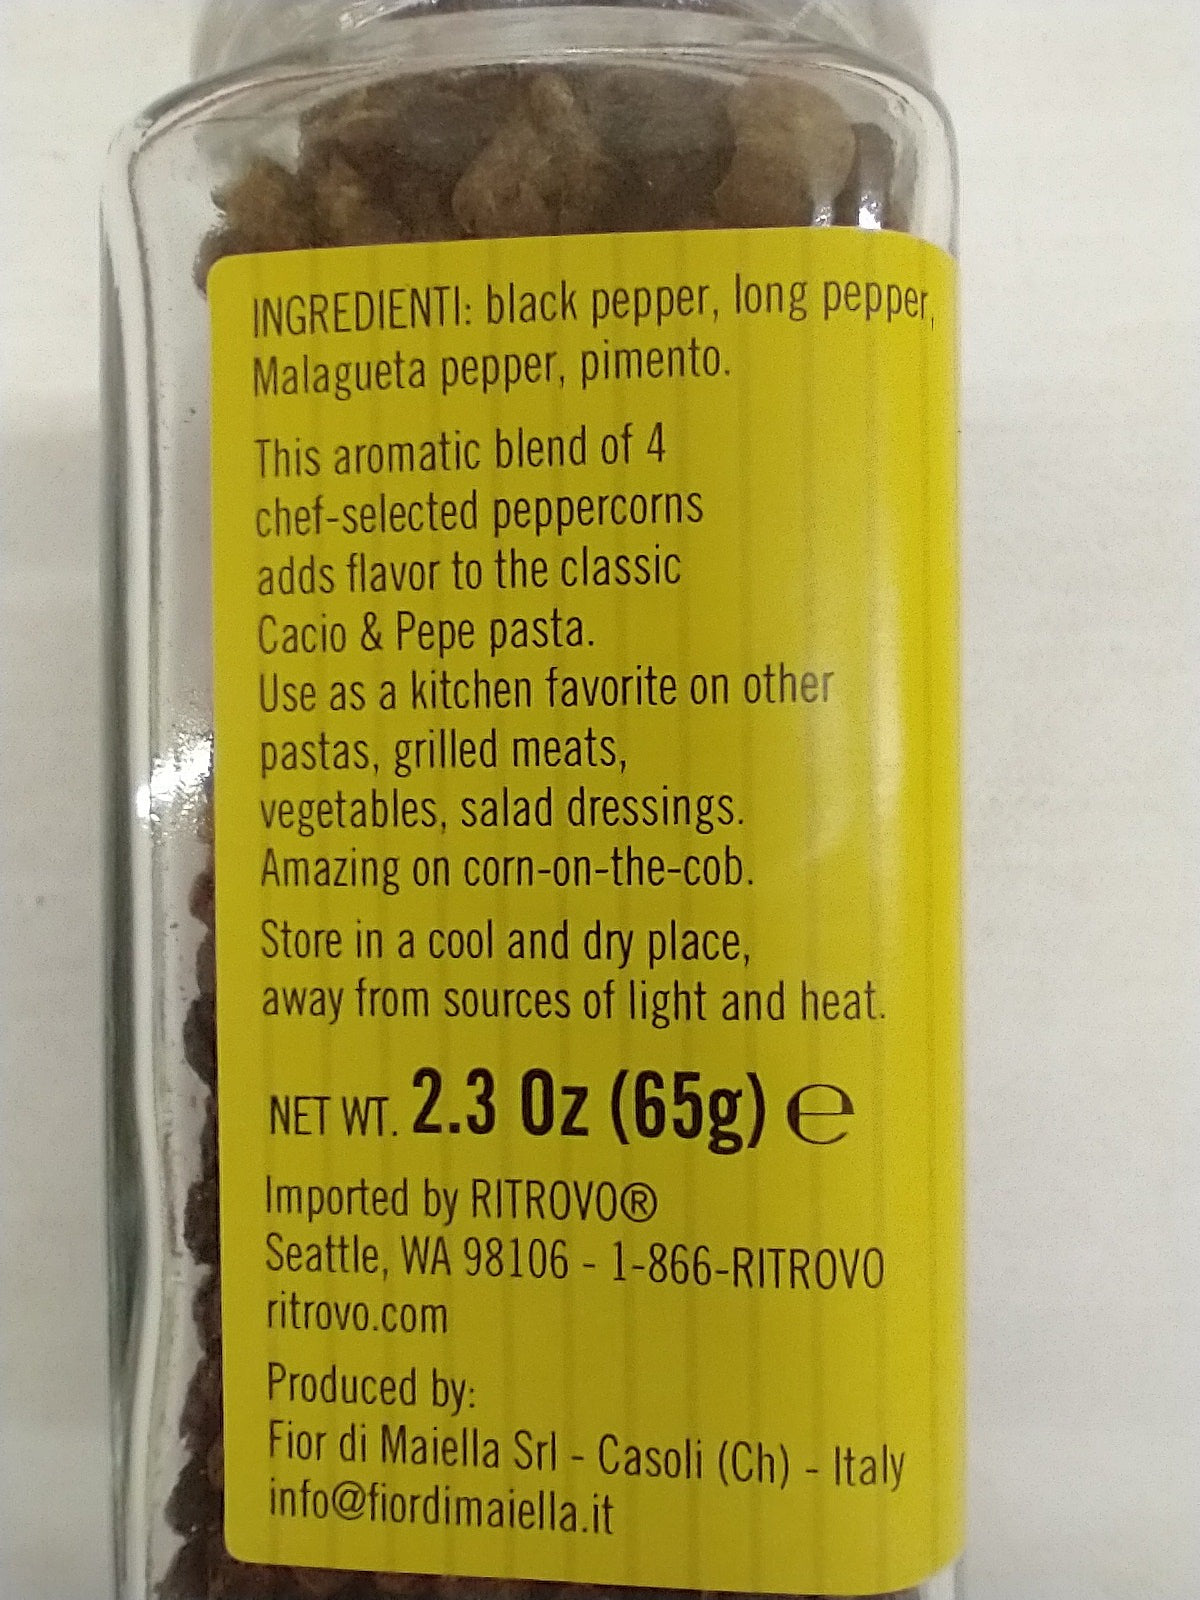 INGREDIENTI: black pepper, long pepper,
Malagueta pepper, pimento.
This aromatic blend of 4
chef-selected peppercorns
adds flavor to the classic
Cacio & Pepe pasta.
Use as a kitchen favorite on other
pastas, grilled meats,
vegetables, salad dressings.
Amazing on corn-on-the-cob.
Store in a cool and dry place,
away from sources of light and heat.
NET WT. 2.3 Oz (65g) ℮
Imported by RITROVO®
Seattle, WA 98106 - 1-866-RITROVO
ritrovo.com
Produced by:
Fior di Maiella Srl - Casoli (Ch) - Italy
info@fiordimaiella.it